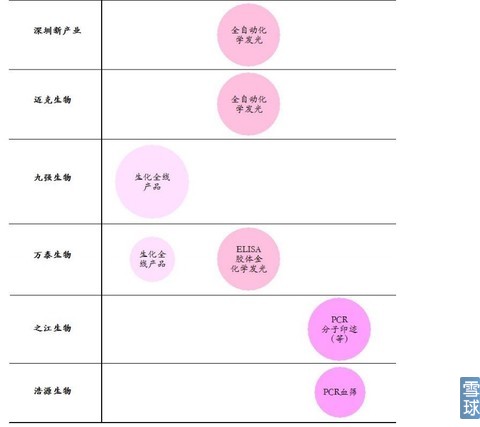 深圳新产业
全自动化
学发光
迈克生物
全自动化
学发光
九强生物
生化全线
产品
万泰生物
生化全
线产品
ELISA
胶体金
化学发光
之江生物
PCR
分子印迹
（等）
浩源生物
PCR血筛
雪球